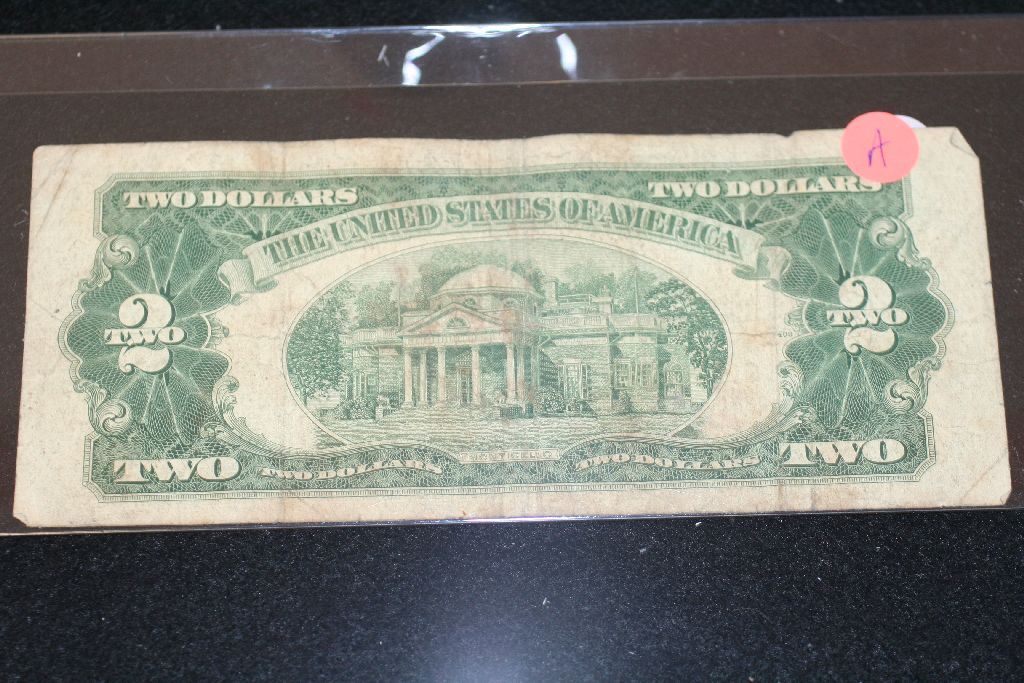 A
TWO DOLLARS TWO DOLLARS
THE UNITED STATES OF AMERICA
2 2
TWO TWO
MONTICELLO
TWO TWO DOLLARS TWO DOLLARS TWO